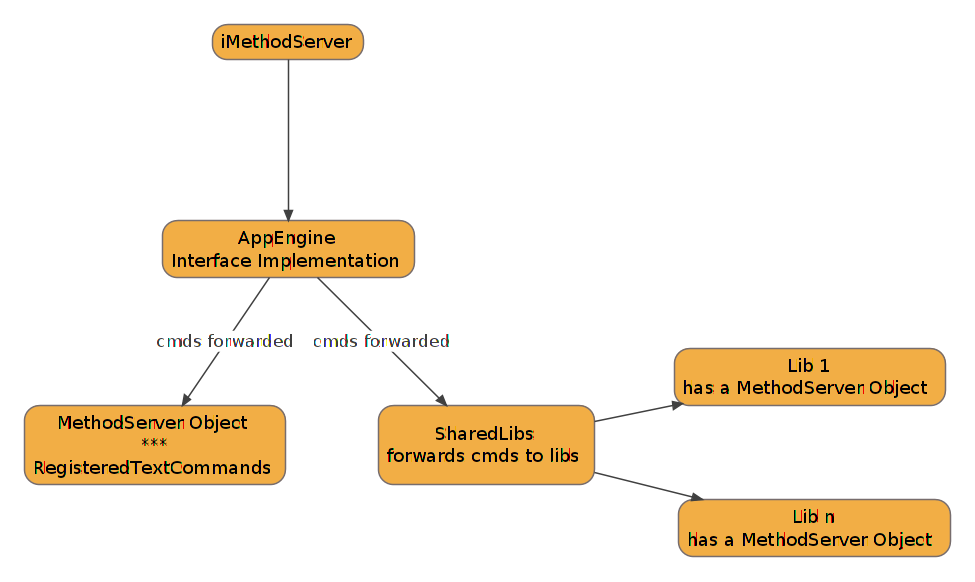 iMethodServer
AppEngine
Interface Implementation
cmds forwarded
cmds forwarded
MethodServer Object
***
RegisteredTextCommands
SharedLibs
forwards cmds to libs
Lib 1
has a MethodServer Object
Lib n
has a MethodServer Object